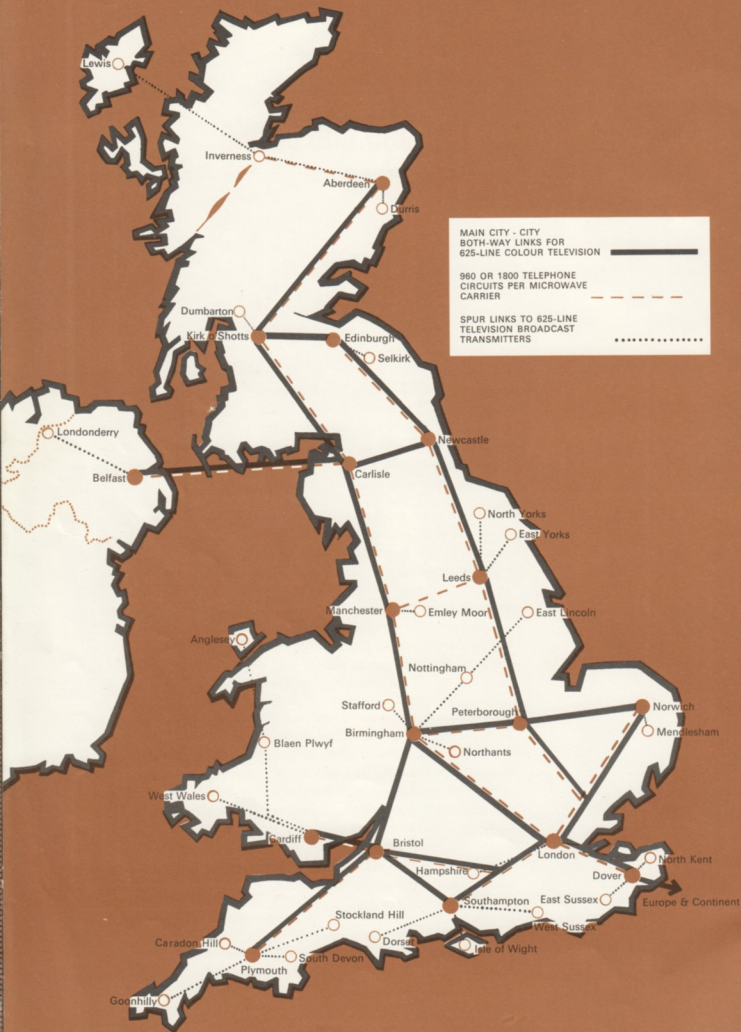 Lewis
Inverness
Aberdeen
Durris
MAIN CITY - CITY
BOTH-WAY LINKS FOR
625-LINE COLOUR TELEVISION
960 OR 1800 TELEPHONE
CIRCUITS PER MICROWAVE
CARRIER
SPUR LINKS TO 625-LINE
TELEVISION BROADCAST
TRANSMITTERS
Dumbarton
Kirk o'Shotts
Edinburgh
Selkirk
Londonderry
Newcastle
Belfast
Carlisle
North Yorks
East Yorks
Leeds
Manchester
Emley Moor
East Lincoln
Anglesey
Nottingham
Stafford
Peterborough
Norwich
Birmingham
Mendlesham
Blaen Plwyf
Northants
West Wales
Cardiff
Bristol
London
North Kent
Hampshire
Dover
Southampton
East Sussex
Europe & Continent
Stockland Hill
West Sussex
Caradon Hill
Dorset
Isle of Wight
South Devon
Plymouth
Goonhilly